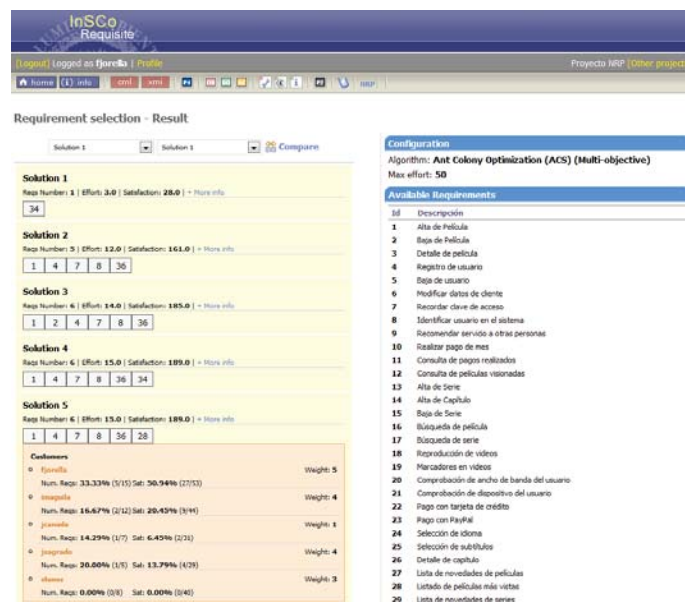 InSCo
Requisite
[Logout] Logged as fjorella | Profile
Proyecto NRP [Other project
home (i) info cml xmi
NRP
Requirement selection - Result
Solution 1 Solution 1 Compare
Solution 1
Reqs Number: 1 | Effort: 3.0 | Satisfaction: 28.0 | + More info
34
Solution 2
Reqs Number: 5 | Effort: 12.0 | Satisfaction: 161.0 | + More info
1 4 7 8 36
Solution 3
Reqs Number: 6 | Effort: 14.0 | Satisfaction: 185.0 | + More info
1 2 4 7 8 36
Solution 4
Reqs Number: 6 | Effort: 15.0 | Satisfaction: 189.0 | + More info
1 4 7 8 36 34
Solution 5
Reqs Number: 6 | Effort: 15.0 | Satisfaction: 189.0 | + More info
1 4 7 8 36 28
Customers
fjorella Weight: 5
Num. Reqs: 33.33% (5/15) Sat: 50.94% (27/53)
Weight: 4
Num. Reqs: 16.67% (2/12) Sat: 20.45% (9/44)
Weight: 1
Num. Reqs: 14.29% (1/7) Sat: 6.45% (2/31)
Weight: 4
Num. Reqs: 20.00% (1/5) Sat: 13.79% (4/29)
Weight: 3
Num. Reqs: 0.00% (0/8) Sat: 0.00% (0/40)
Configuration
Algorithm: Ant Colony Optimization (ACS) (Multi-objective)
Max effort: 50
Available Requirements
Id Descripción
1 Alta de Película
2 Baja de Película
3 Detalle de película
4 Registro de usuario
5 Baja de usuario
6 Modificar datos de cliente
7 Recordar clave de acceso
8 Identificar usuario en el sistema
9 Recomendar servicio a otras personas
10 Realizar pago de mes
11 Consulta de pagos realizados
12 Consulta de películas visionadas
13 Alta de Serie
14 Alta de Capítulo
15 Baja de Serie
16 Búsqueda de película
17 Búsqueda de serie
18 Reproducción de videos
19 Marcadores en videos
20 Comprobación de ancho de banda del usuario
21 Comprobación de dispositivo del usuario
22 Pago con tarjeta de crédito
23 Pago con PayPal
24 Selección de idioma
25 Selección de subtítulos
26 Detalle de capítulo
27 Lista de novedades de películas
28 Listado de películas más vistas
29 Lista de novedades de series